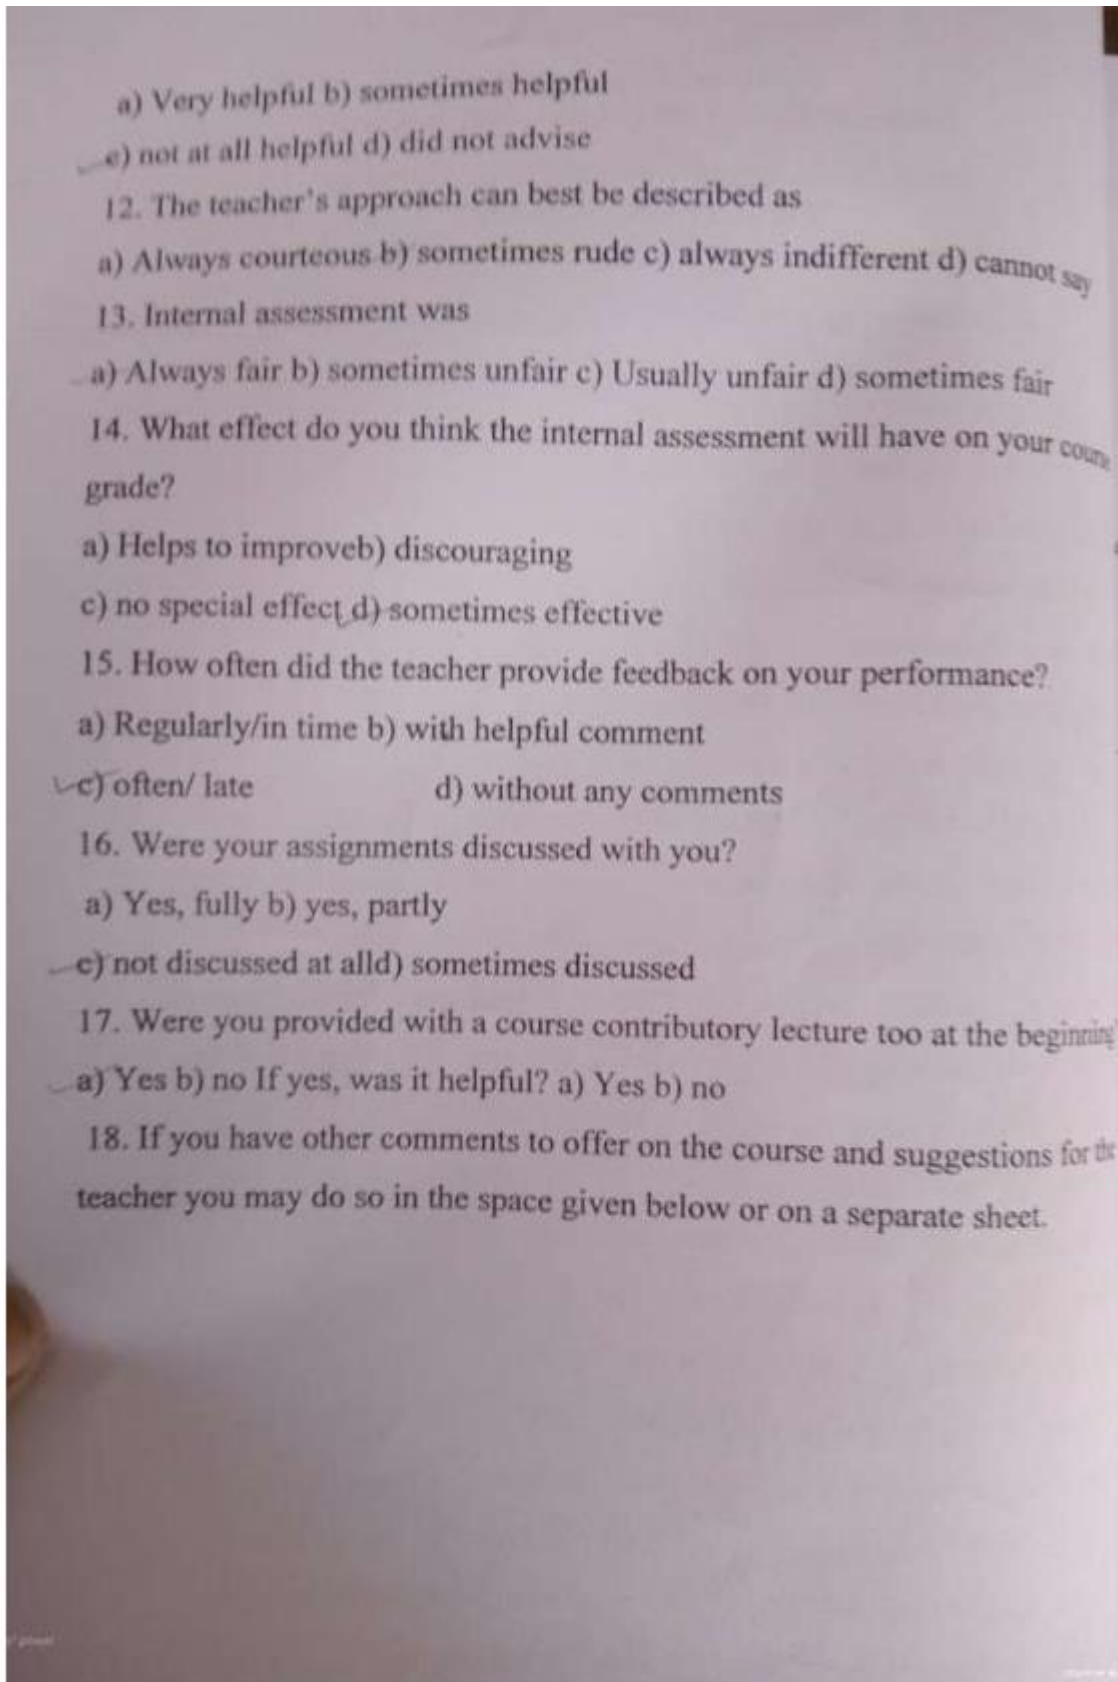 a) Very helpful b) sometimes helpful
c) not at all helpful d) did not advise
12. The teacher's approach can best be described as
a) Always courteous b) sometimes rude c) always indifferent d) cannot say
13. Internal assessment was
a) Always fair b) sometimes unfair c) Usually unfair d) sometimes fair
14. What effect do you think the internal assessment will have on your course
grade?
a) Helps to improveb) discouraging
c) no special effect d) sometimes effective
15. How often did the teacher provide feedback on your performance?
a) Regularly/in time b) with helpful comment
c) often/ late d) without any comments
16. Were your assignments discussed with you?
a) Yes, fully b) yes, partly
c) not discussed at alld) sometimes discussed
17. Were you provided with a course contributory lecture too at the beginning
a) Yes b) no If yes, was it helpful? a) Yes b) no
18. If you have other comments to offer on the course and suggestions for the
teacher you may do so in the space given below or on a separate sheet.